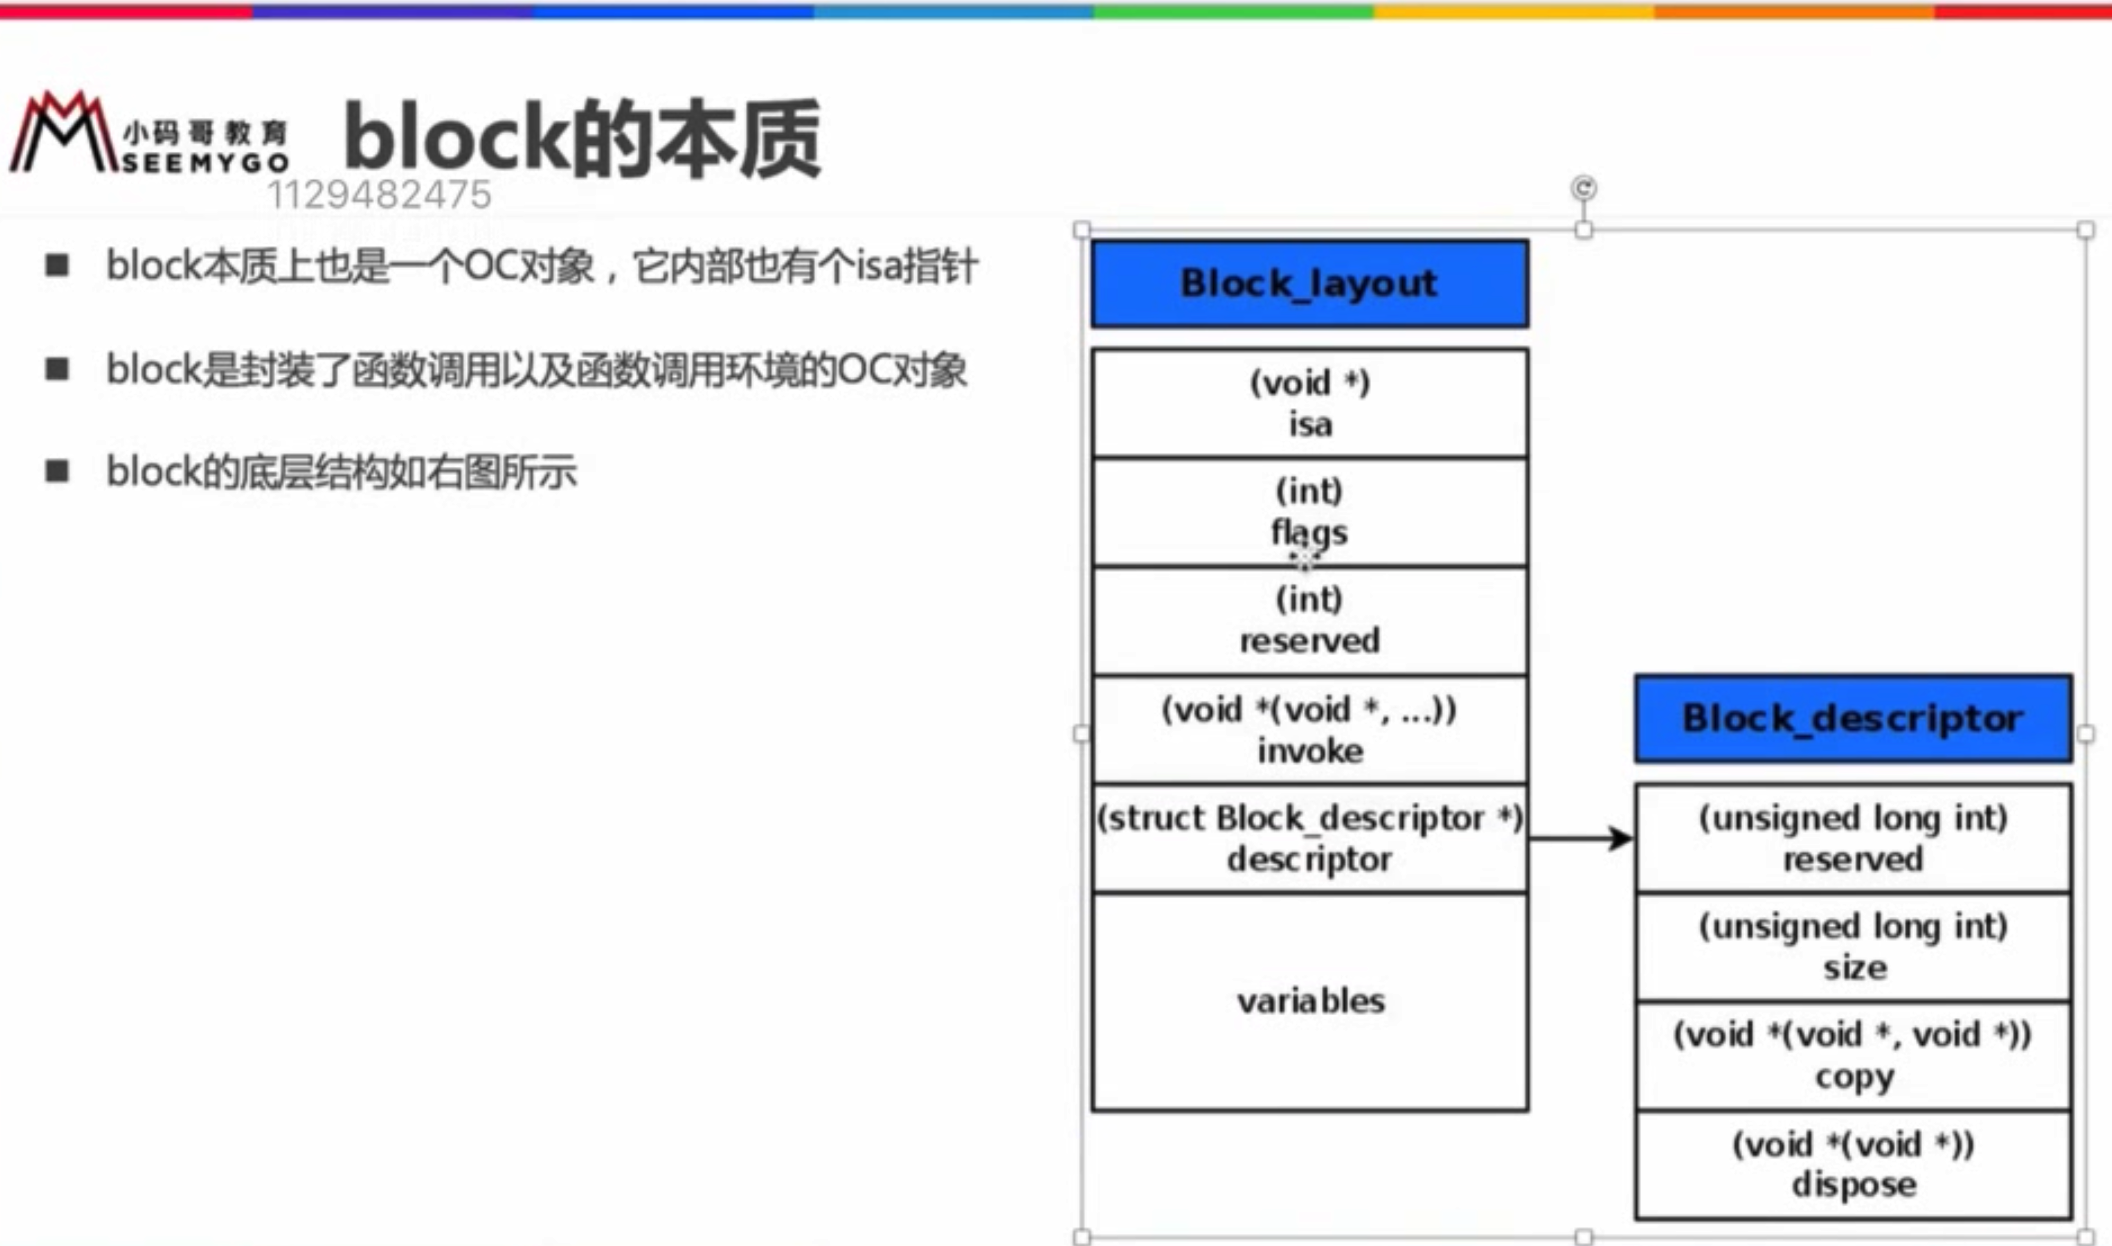 小码哥教育
SEEMYGO
block的本质
1129482475
block本质上也是一个OC对象，它内部也有个isa指针
block是封装了函数调用以及函数调用环境的OC对象
block的底层结构如右图所示
Block_layout
(void *)
isa
(int)
flags
(int)
reserved
(void *(void *, ...))
invoke
(struct Block_descriptor *)
descriptor
variables
Block_descriptor
(unsigned long int)
reserved
(unsigned long int)
size
(void *(void *, void *))
copy
(void *(void *))
dispose